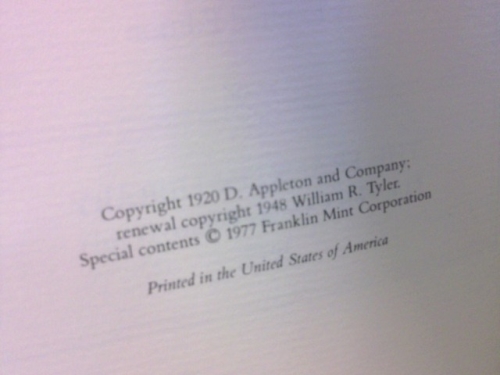 Copyright 1920 D. Appleton and Company;
renewal copyright 1948 William R. Tyler.
Special contents © 1977 Franklin Mint Corporation
Printed in the United States of America